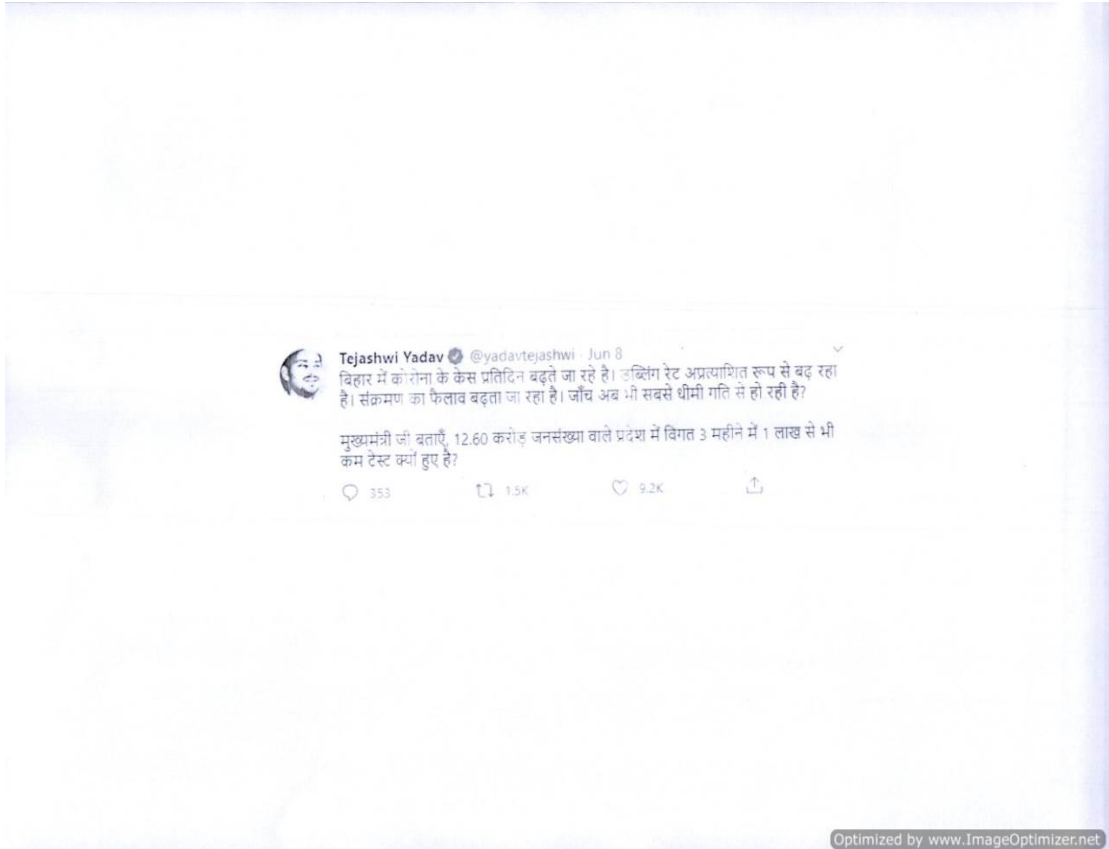 Tejashwi Yadav @yadavtejashwi · Jun 8
बिहार में कोरोना के केस प्रतिदिन बढ़ते जा रहे है। डब्लिंग रेट अप्रत्याशित रूप से बढ़ रहा
है। संक्रमण का फैलाव बढ़ता जा रहा है। जाँच अब भी सबसे धीमी गति से हो रही है?
मुख्यमंत्री जी बताएँ, 12.60 करोड़ जनसंख्या वाले प्रदेश में विगत 3 महीने में 1 लाख से भी
कम टेस्ट क्यों हुए है?
353 1.5K 9.2K
Optimized by www.ImageOptimizer.net